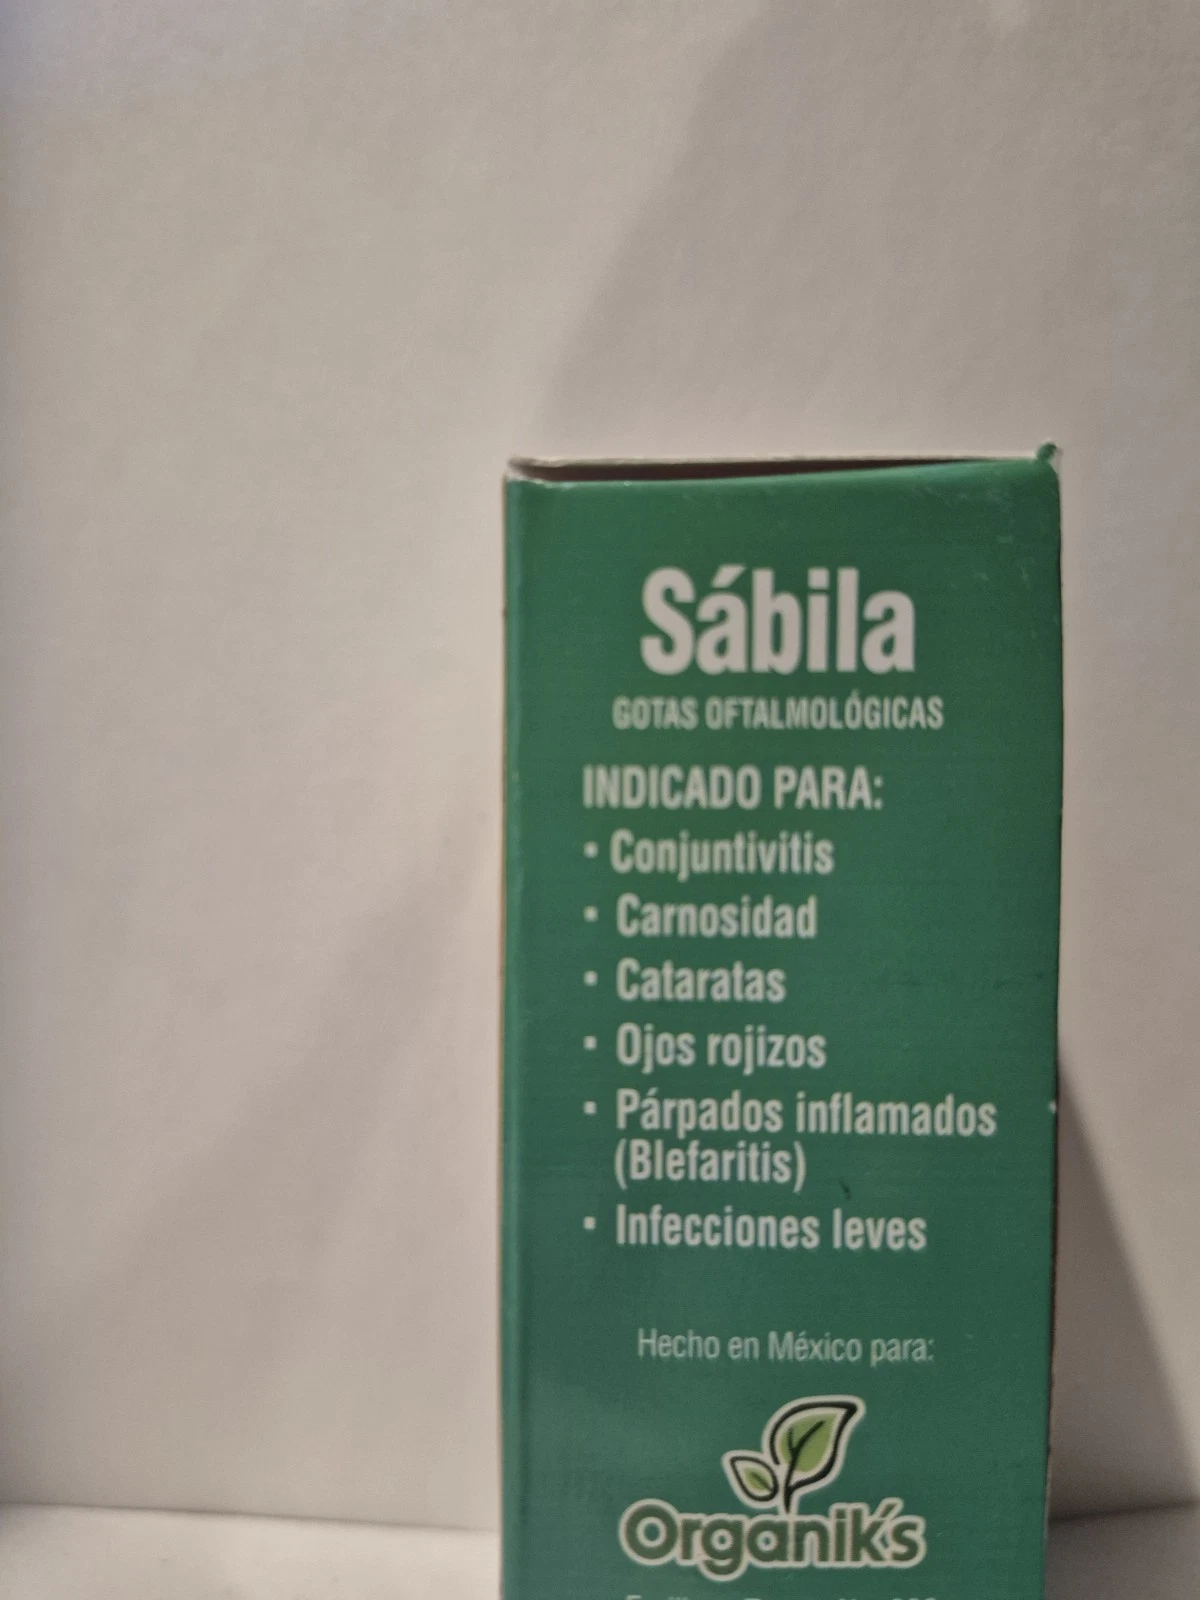 Sábila
GOTAS OFTALMOLÓGICAS
INDICADO PARA:
· Conjuntivitis
· Carnosidad
· Cataratas
· Ojos rojizos
· Párpados inflamados
(Blefaritis)
· Infecciones leves
Hecho en México para:
Organik's